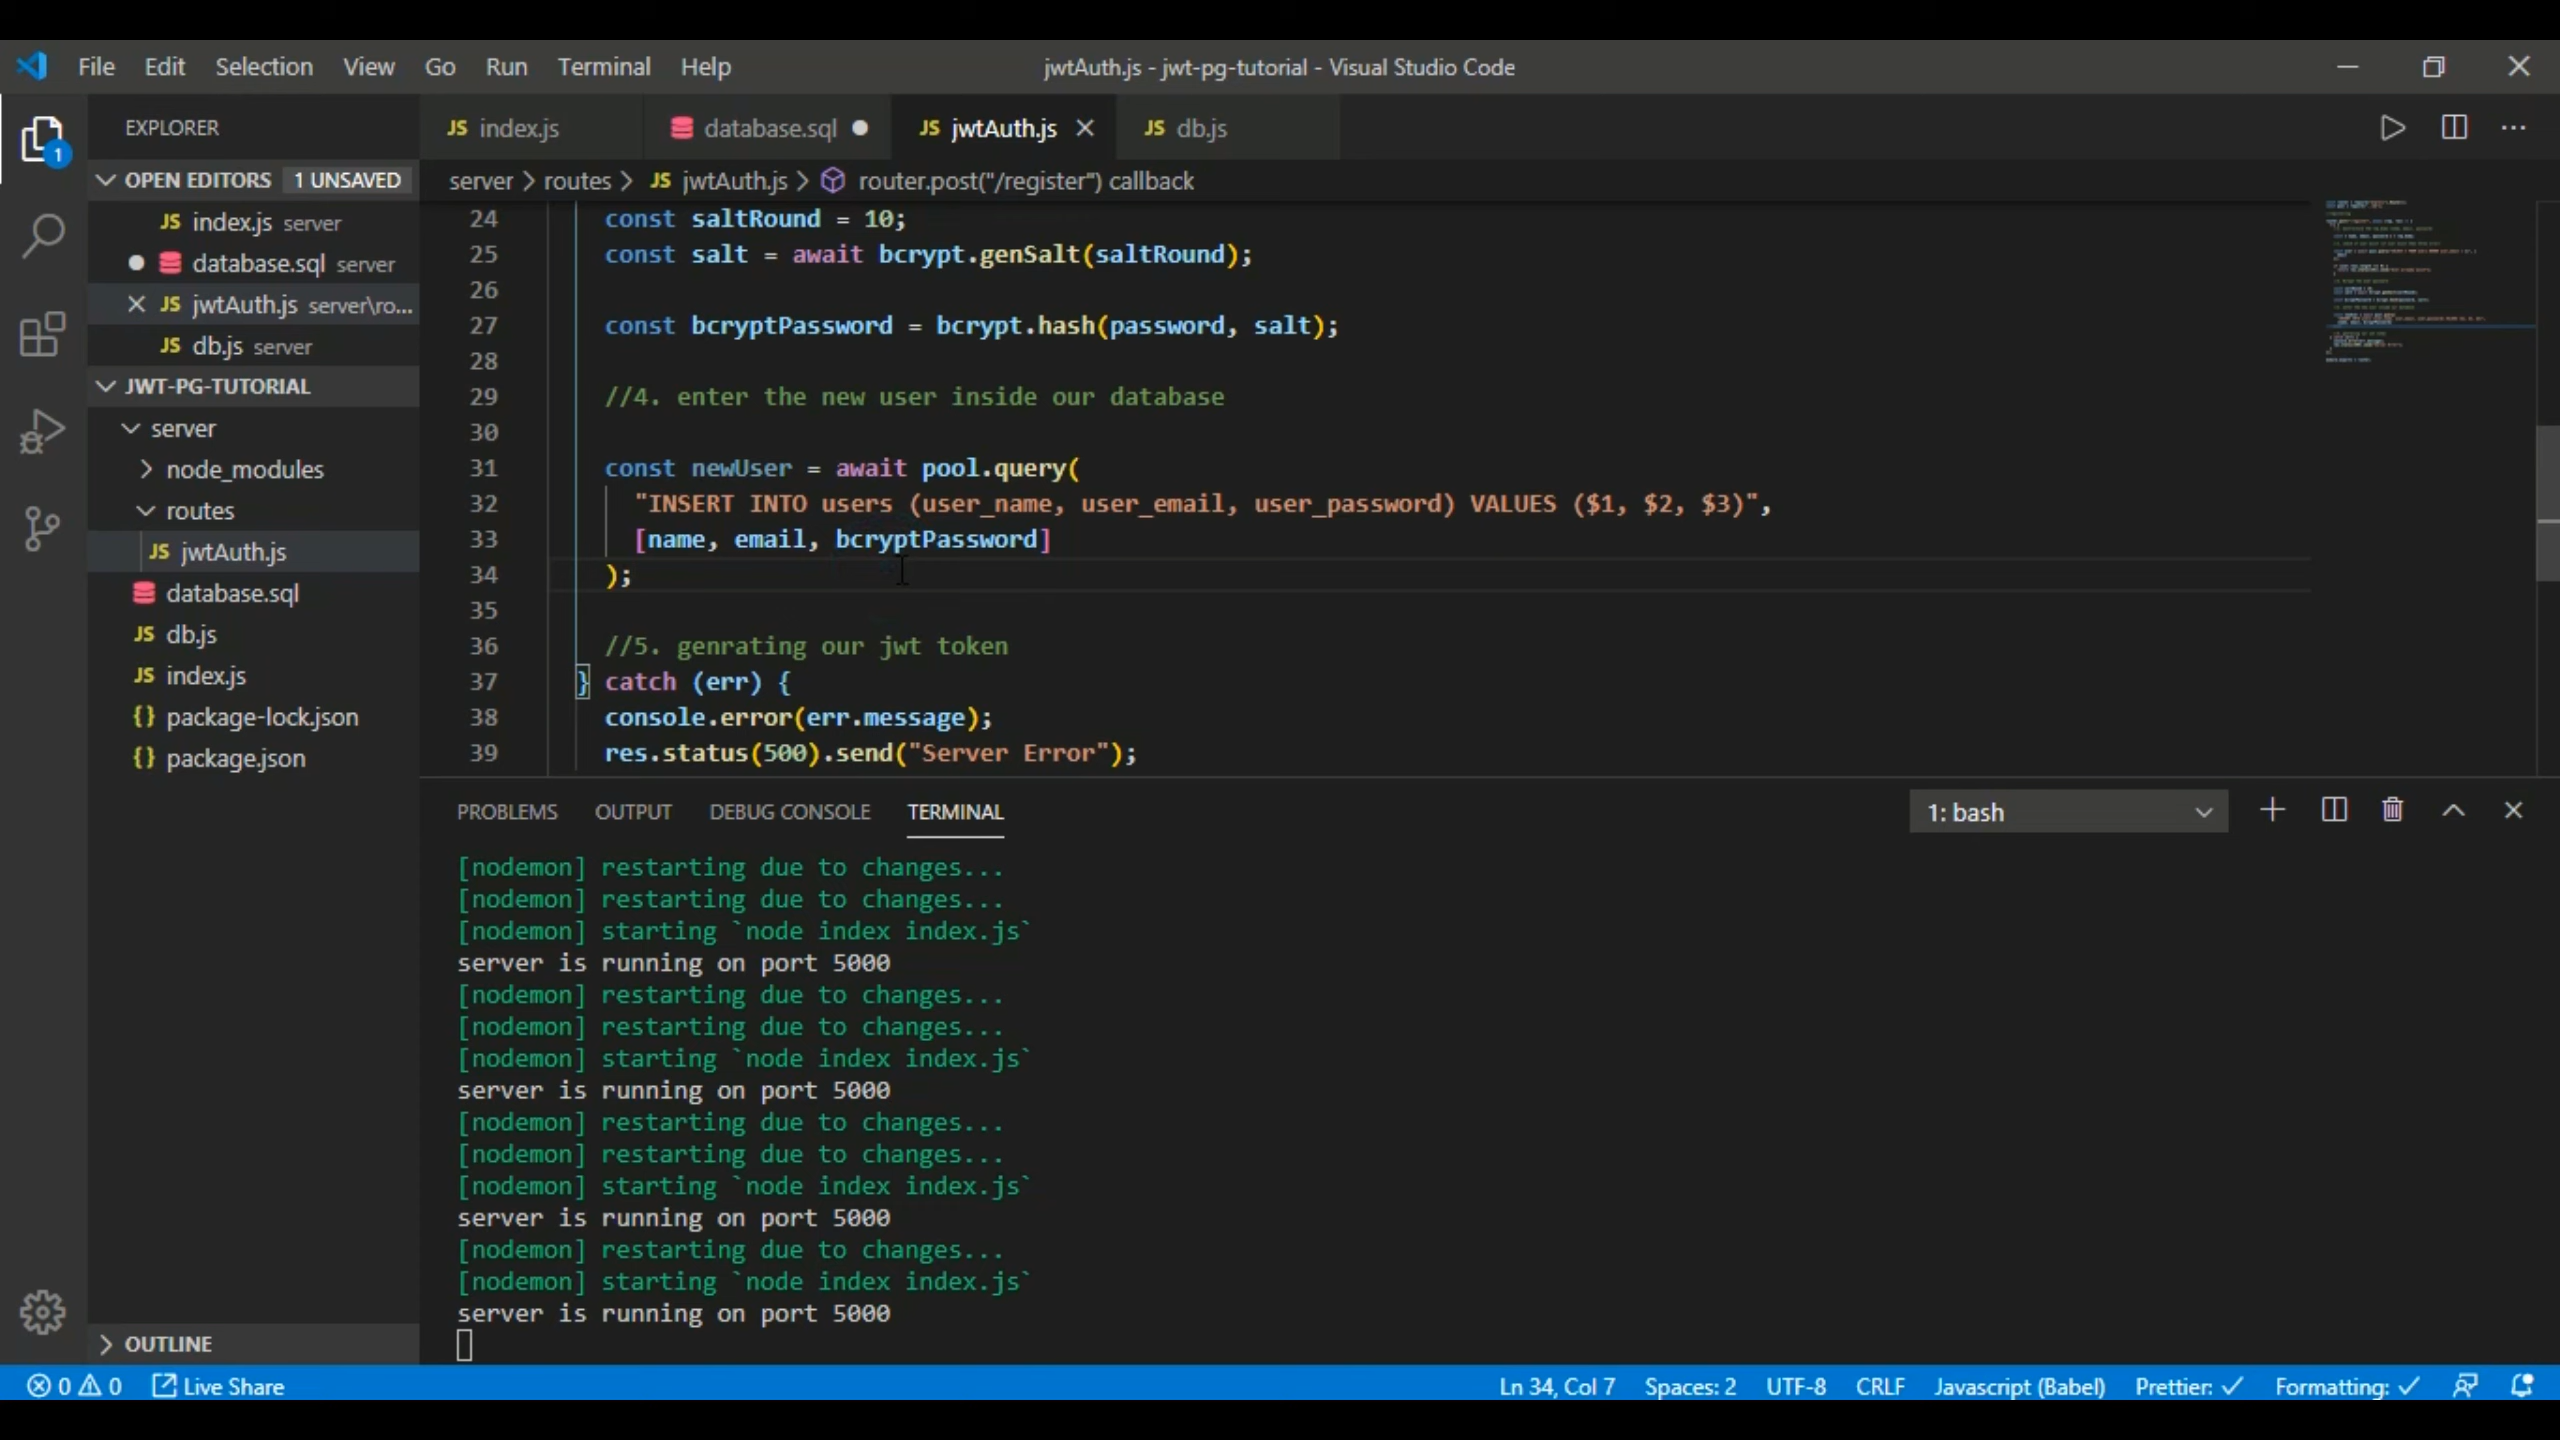 File Edit Selection View Go Run Terminal Help
jwtAuth.js - jwt-pg-tutorial - Visual Studio Code
EXPLORER
OPEN EDITORS 1 UNSAVED
JS index.js server
database.sql server
JS jwtAuth.js server\ro...
JS db.js server
JWT-PG-TUTORIAL
server
node_modules
routes
JS jwtAuth.js
database.sql
JS db.js
JS index.js
{} package-lock.json
{} package.json
OUTLINE
1
JS index.js database.sql JS jwtAuth.js JS db.js
server > routes > JS jwtAuth.js > router.post("/register") callback
24 const saltRound = 10;
25 const salt = await bcrypt.genSalt(saltRound);
26
27 const bcryptPassword = bcrypt.hash(password, salt);
28
29 //4. enter the new user inside our database
30
31 const newUser = await pool.query(
32 "INSERT INTO users (user_name, user_email, user_password) VALUES ($1, $2, $3)",
33 [name, email, bcryptPassword]
34 );
35
36 //5. genrating our jwt token
37 } catch (err) {
38 console.error(err.message);
39 res.status(500).send("Server Error");
PROBLEMS OUTPUT DEBUG CONSOLE TERMINAL
1: bash
[nodemon] restarting due to changes...
[nodemon] restarting due to changes...
[nodemon] starting `node index index.js`
server is running on port 5000
[nodemon] restarting due to changes...
[nodemon] restarting due to changes...
[nodemon] starting `node index index.js`
server is running on port 5000
[nodemon] restarting due to changes...
[nodemon] restarting due to changes...
[nodemon] starting `node index index.js`
server is running on port 5000
[nodemon] restarting due to changes...
[nodemon] starting `node index index.js`
server is running on port 5000
0 0 Live Share
Ln 34, Col 7 Spaces: 2 UTF-8 CRLF Javascript (Babel) Prettier: ✓ Formatting: ✓